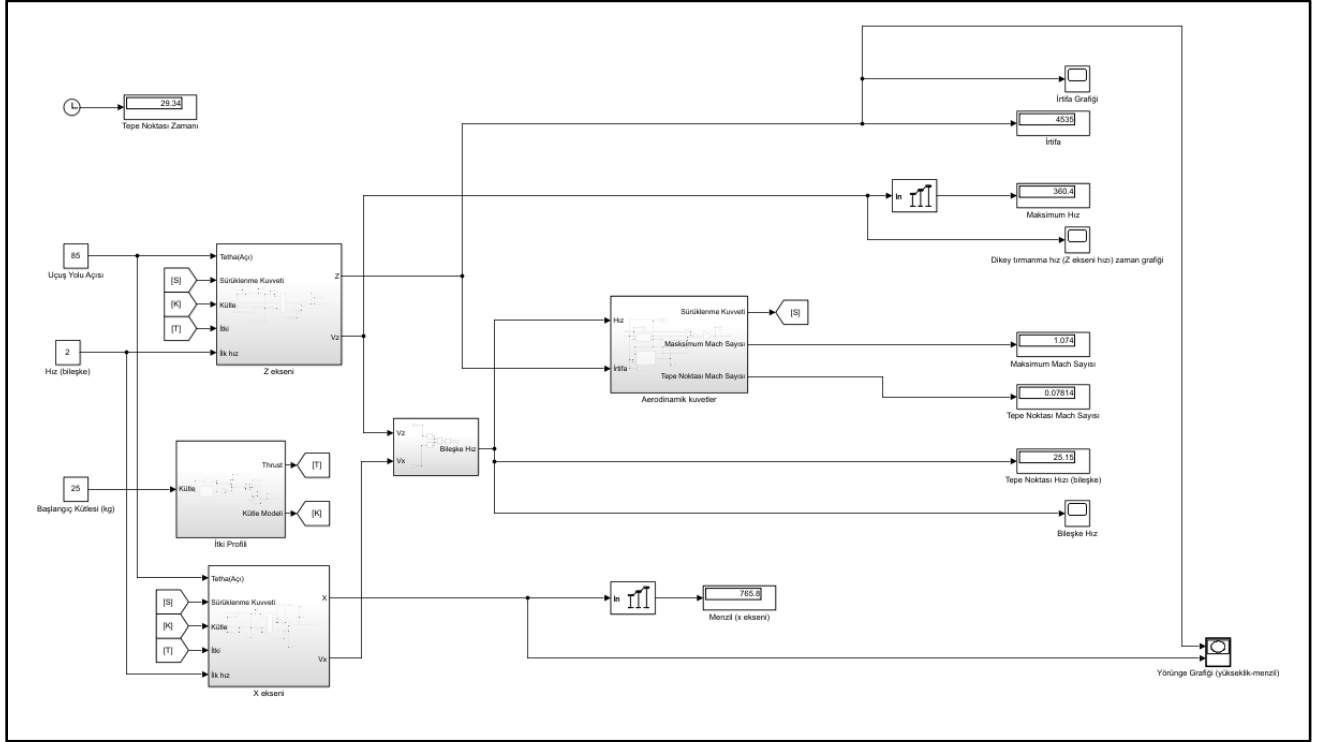 29.34
Tepe Noktası Zamanı
İrtifa Grafiği
4535
İrtifa
In
360.4
Maksimum Hız
Dikey tırmanma hız (Z ekseni hızı) zaman grafiği
85
Uçuş Yolu Açısı
2
Hız (bileşke)
[S]
[K]
[T]
Tetha(Açı)
Sürüklenme Kuvveti
Kütle
İtki
İlk hız
Z
Vz
Z ekseni
Hız
İrtifa
Sürüklenme Kuvveti
Masksimum Mach Sayısı
Tepe Noktası Mach Sayısı
Aerodinamik kuvetler
[S]
1.074
Maksimum Mach Sayısı
0.07814
Tepe Noktası Mach Sayısı
Vz
Vx
Bileşke Hız
25.15
Tepe Noktası Hızı (bileşke)
Bileşke Hız
25
Başlangıç Kütlesi (kg)
Kütle
Thrust
Kütle Modeli
İtki Profili
[T]
[K]
[S]
[K]
[T]
Tetha(Açı)
Sürüklenme Kuvveti
Kütle
İtki
İlk hız
X
Vx
X ekseni
In
765.8
Menzil (x ekseni)
Yörünge Grafiği (yükseklik-menzil)